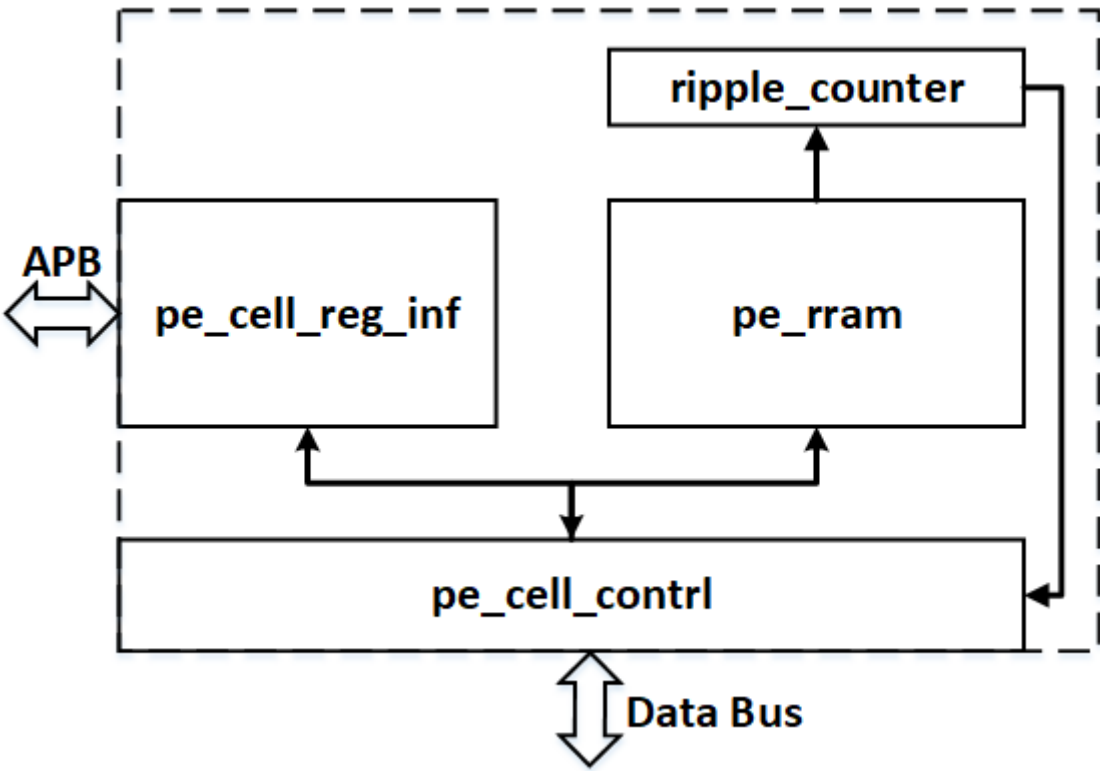 ripple_counter
APB
pe_cell_reg_inf
pe_rram
pe_cell_contrl
Data Bus